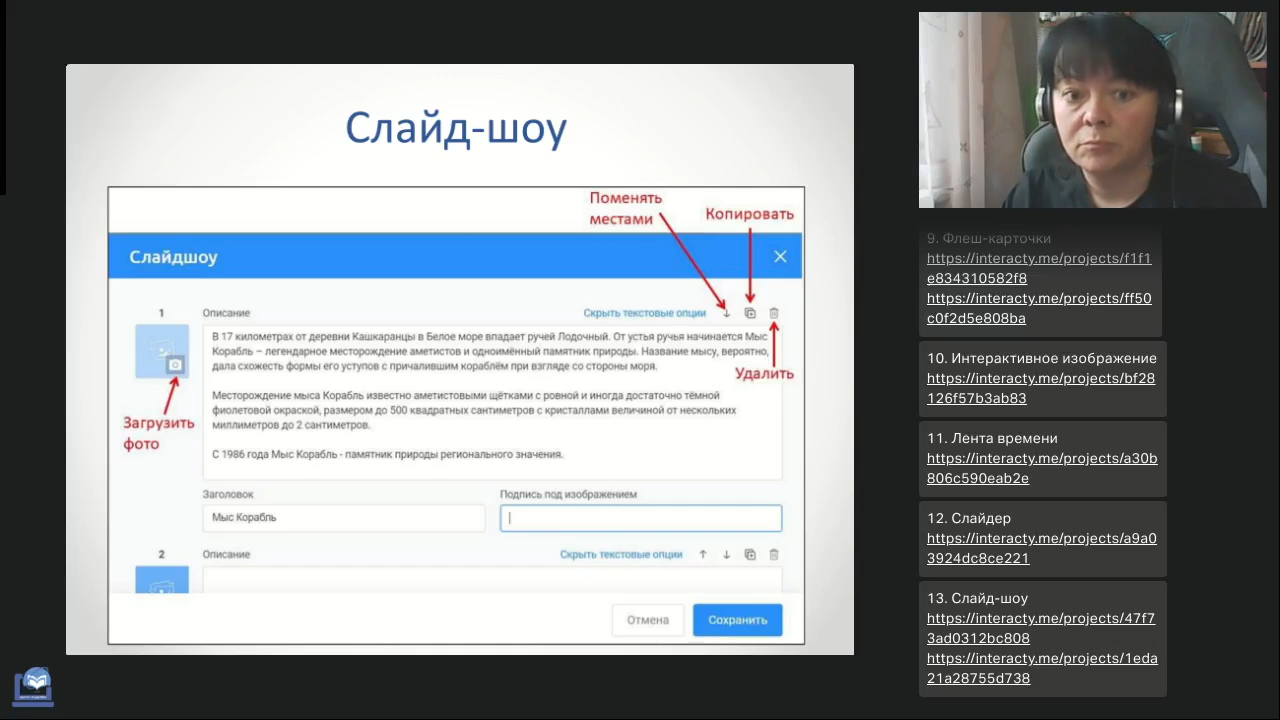 Слайд-шоу
Поменять
местами
Копировать
Слайдшоу
1
Описание
Скрыть текстовые опции
В 17 километрах от деревни Кашкаранцы в Белое море впадает ручей Лодочный. От устья ручья начинается Мыс
Корабль – легендарное месторождение аметистов и одноимённый памятник природы. Название мысу, вероятно,
дала схожесть формы его уступов с причалившим кораблём при взгляде со стороны моря.
Удалить
Месторождение мыса Корабль известно аметистовыми щётками с ровной и иногда достаточно тёмной
фиолетовой окраской, размером до 500 квадратных сантиметров с кристаллами величиной от нескольких
миллиметров до 2 сантиметров.
Загрузить
фото
С 1986 года Мыс Корабль - памятник природы регионального значения.
Заголовок
Подпись под изображением
Мыс Корабль
2
Описание
Скрыть текстовые опции
Отмена
Сохранить
9. Флеш-карточки
https://interacty.me/projects/f1f1
e834310582f8
https://interacty.me/projects/ff50
c0f2d5e808ba
10. Интерактивное изображение
https://interacty.me/projects/bf28
126f57b3ab83
11. Лента времени
https://interacty.me/projects/a30b
806c590eab2e
12. Слайдер
https://interacty.me/projects/a9a0
3924dc8ce221
13. Слайд-шоу
https://interacty.me/projects/47f7
3ad0312bc808
https://interacty.me/projects/1eda
21a28755d738